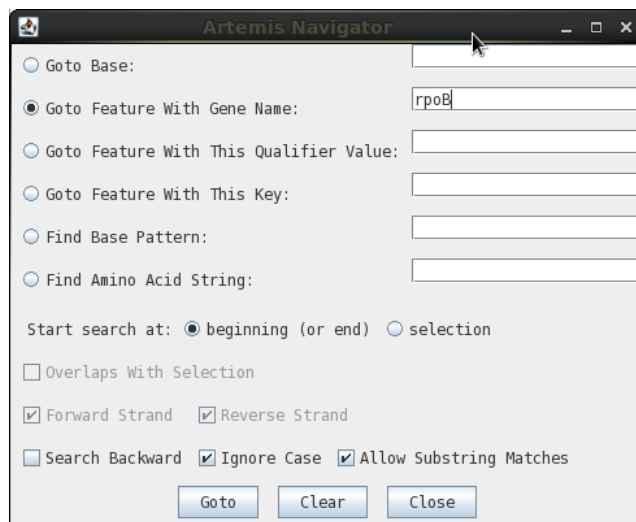 Artemis Navigator
Goto Base:
Goto Feature With Gene Name: rpoB
Goto Feature With This Qualifier Value:
Goto Feature With This Key:
Find Base Pattern:
Find Amino Acid String:
Start search at: beginning (or end) selection
Overlaps With Selection
Forward Strand Reverse Strand
Search Backward Ignore Case Allow Substring Matches
Goto Clear Close